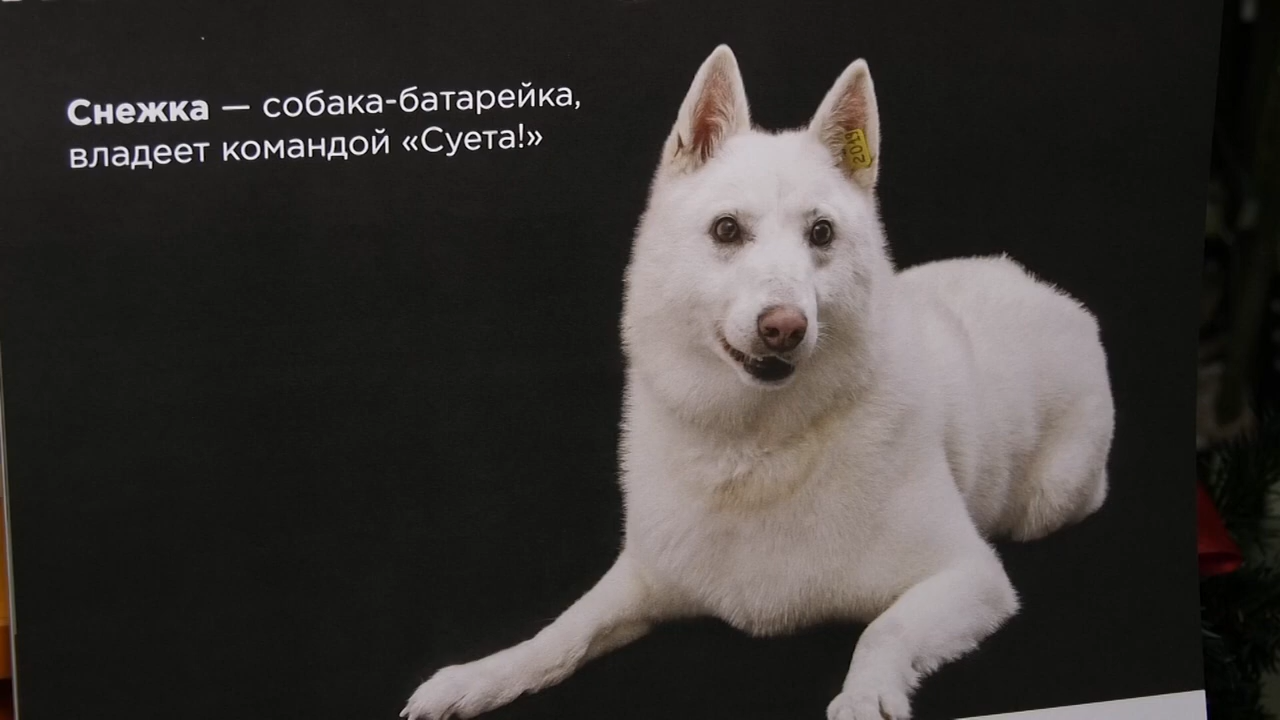 Снежка — собака-батарейка,
владеет командой «Суета!»